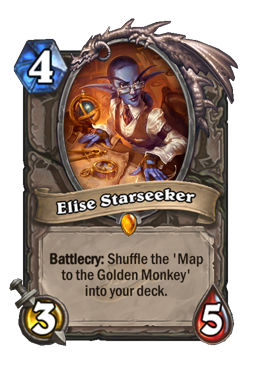 4
Elise Starseeker
Battlecry: Shuffle the 'Map
to the Golden Monkey'
into your deck.
3
5